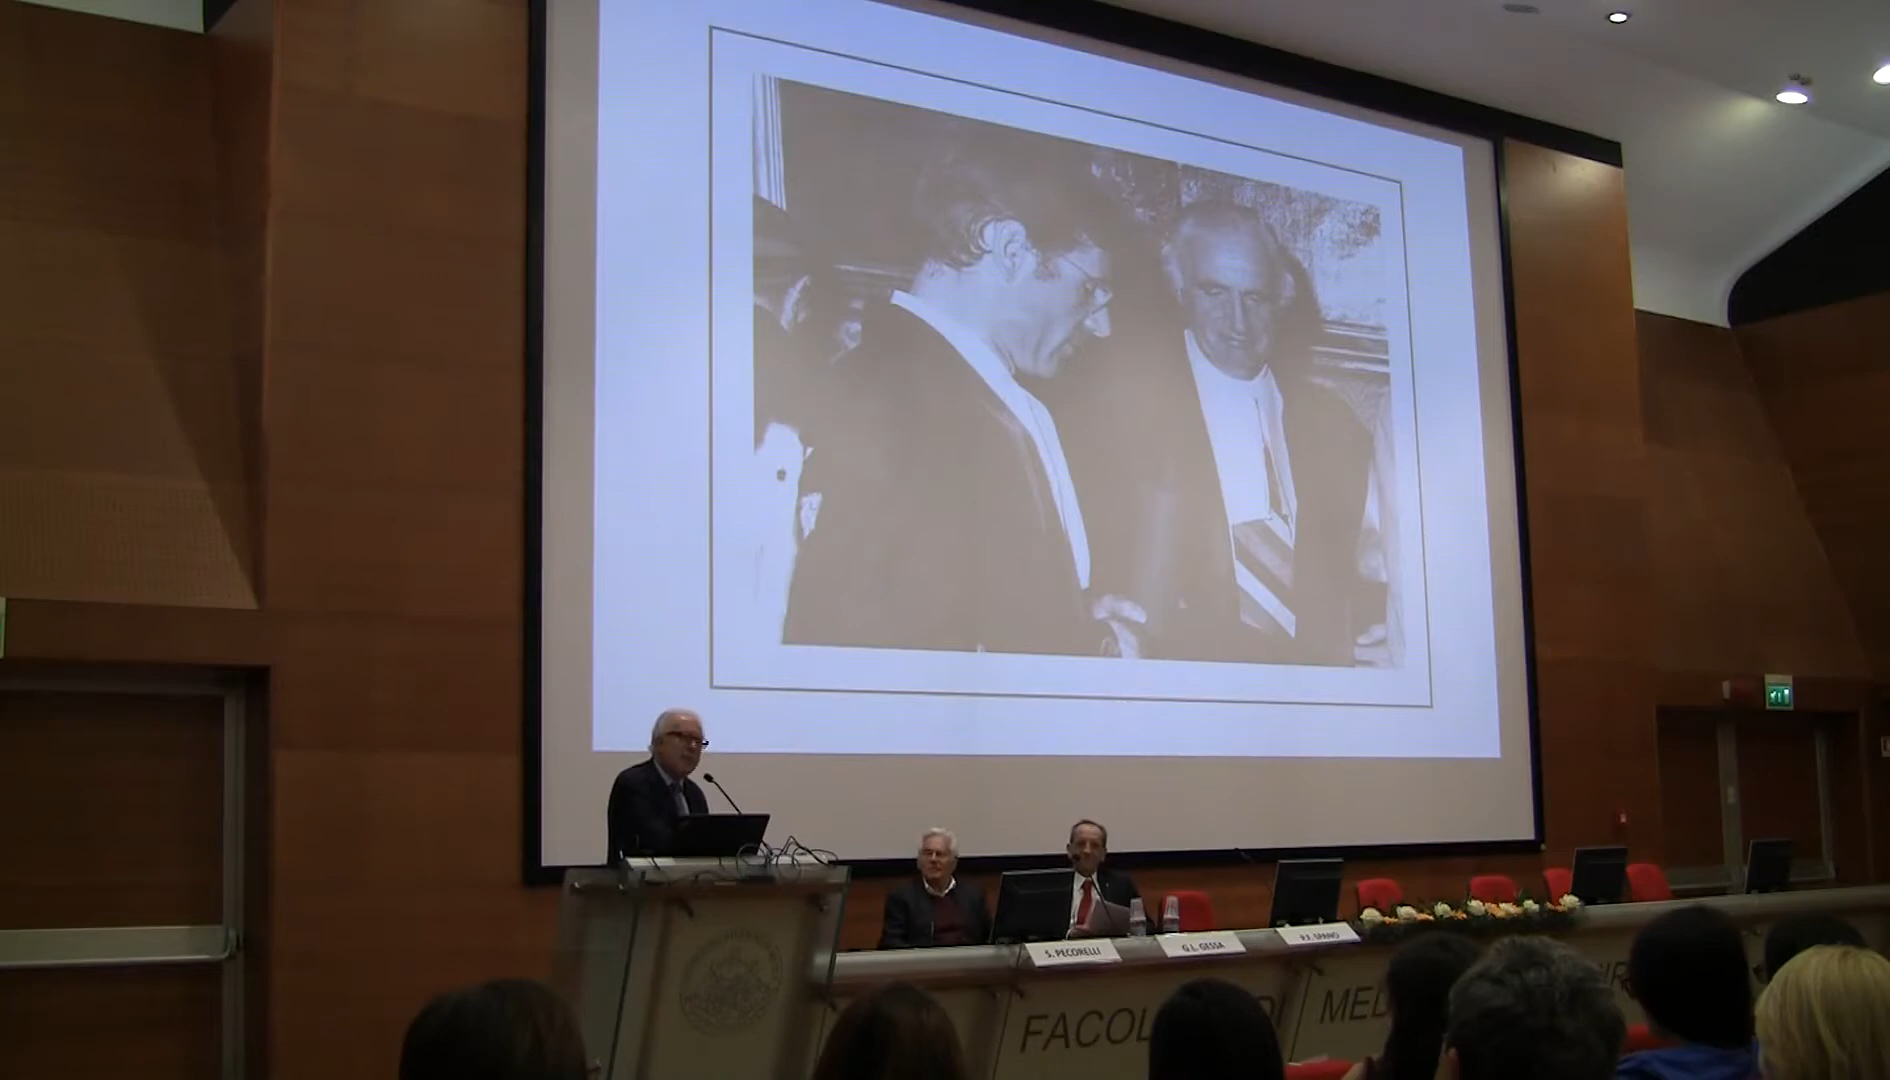 S. PECORELLI
G.L. GESSA
P.F. SPANO
FACOL DI MED